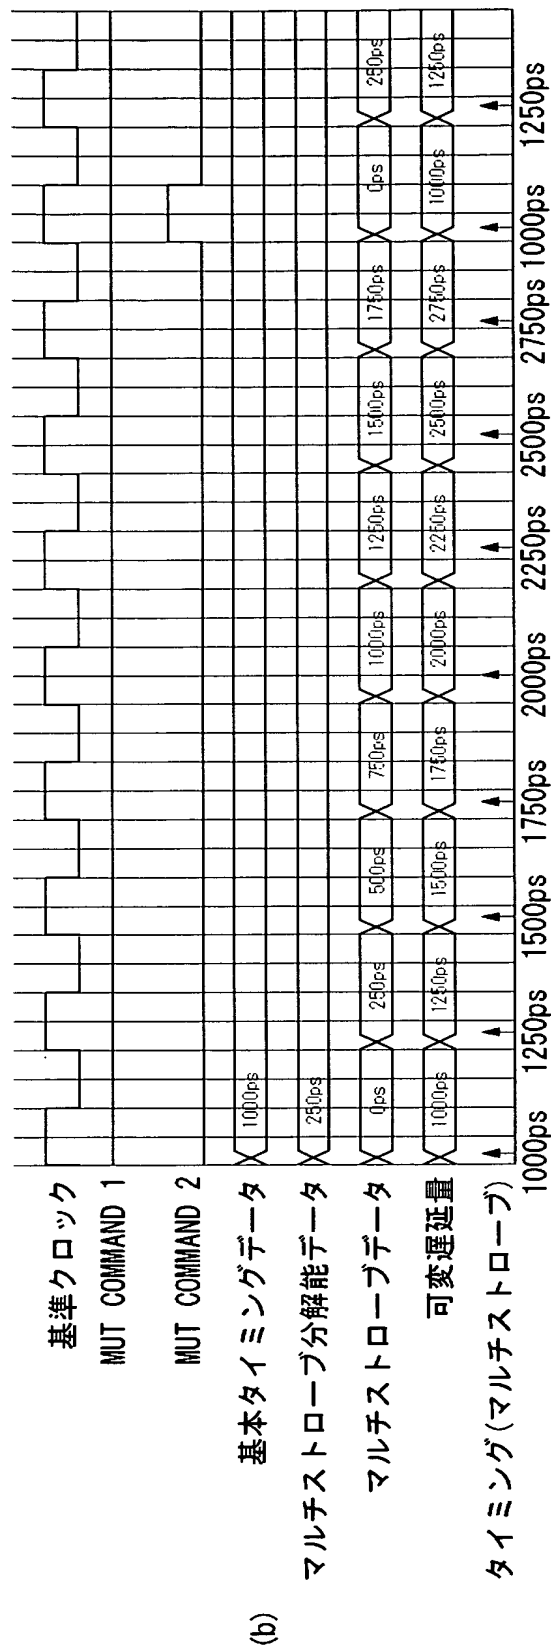 (b)
基準クロック
MUT COMMAND 1
MUT COMMAND 2
基本タイミングデータ 1000ps
マルチストローブ分解能データ 250ps
マルチストローブデータ 0ps 250ps 500ps 750ps 1000ps 1250ps 1500ps 1750ps 0ps 250ps
可変遅延量 1000ps 1250ps 1500ps 1750ps 2000ps 2250ps 2500ps 2750ps 1000ps 1250ps
タイミング(マルチストローブ)
1000ps 1250ps 1500ps 1750ps 2000ps 2250ps 2500ps 2750ps 1000ps 1250ps